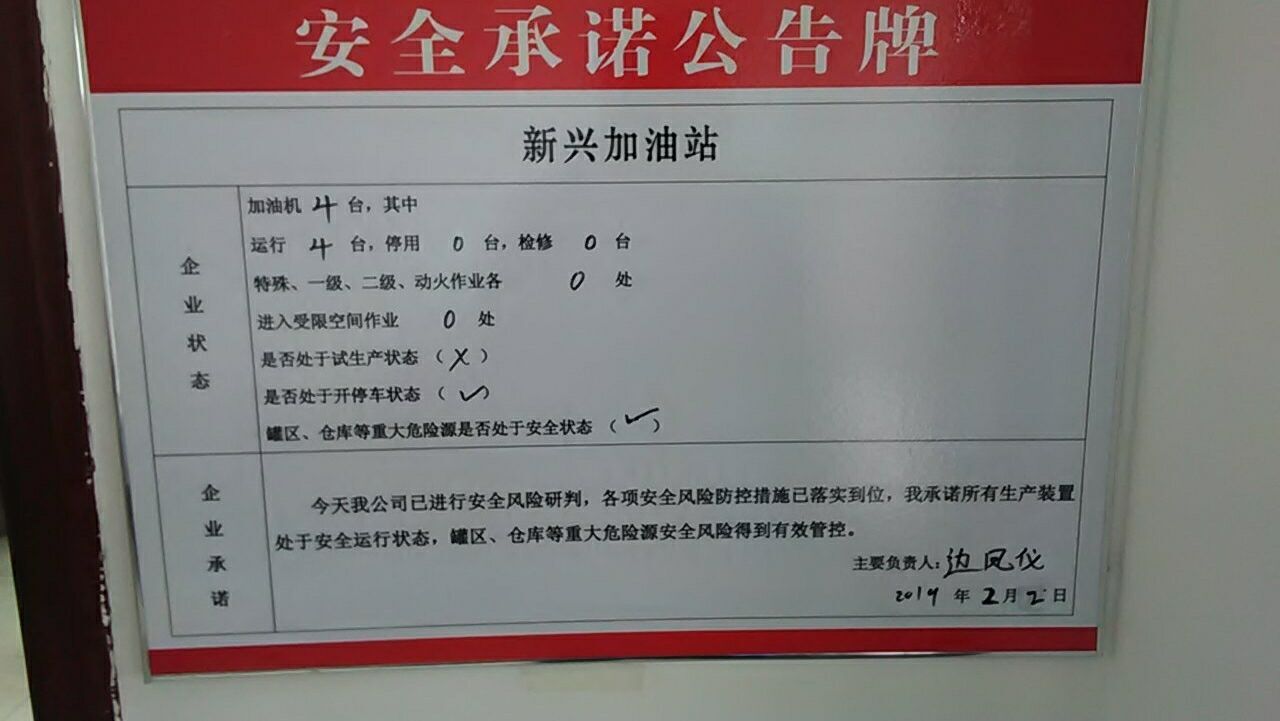 安全承诺公告牌
新兴加油站
企业状态
加油机 4 台，其中
运行 4 台，停用 0 台，检修 0 台
特殊、一级、二级、动火作业各 0 处
进入受限空间作业 0 处
是否处于试生产状态（✗）
是否处于开停车状态（✓）
罐区、仓库等重大危险源是否处于安全状态（✓）
企业承诺
今天我公司已进行安全风险研判，各项安全风险防控措施已落实到位，我承诺所有生产装置
处于安全运行状态，罐区、仓库等重大危险源安全风险得到有效管控。
主要负责人：边风仪
2019 年 2 月 2 日